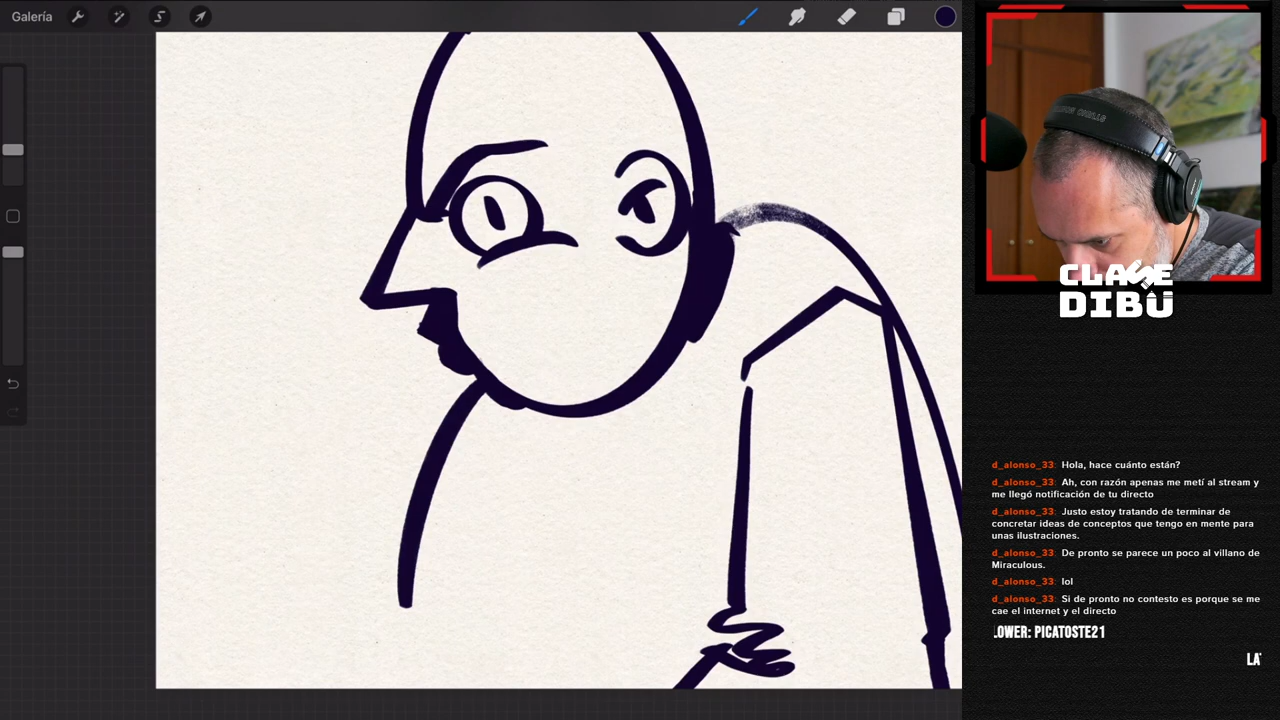 Galería
CLASE
DIBU
d_alonso_33: Hola, hace cuánto están?
d_alonso_33: Ah, con razón apenas me metí al stream y
me llegó notificación de tu directo
d_alonso_33: Justo estoy tratando de terminar de
concretar ideas de conceptos que tengo en mente para
unas ilustraciones.
d_alonso_33: De pronto se parece un poco al villano de
Miraculous.
d_alonso_33: lol
d_alonso_33: Si de pronto no contesto es porque se me
cae el internet y el directo
LOWER: PICATOSTE21
LA